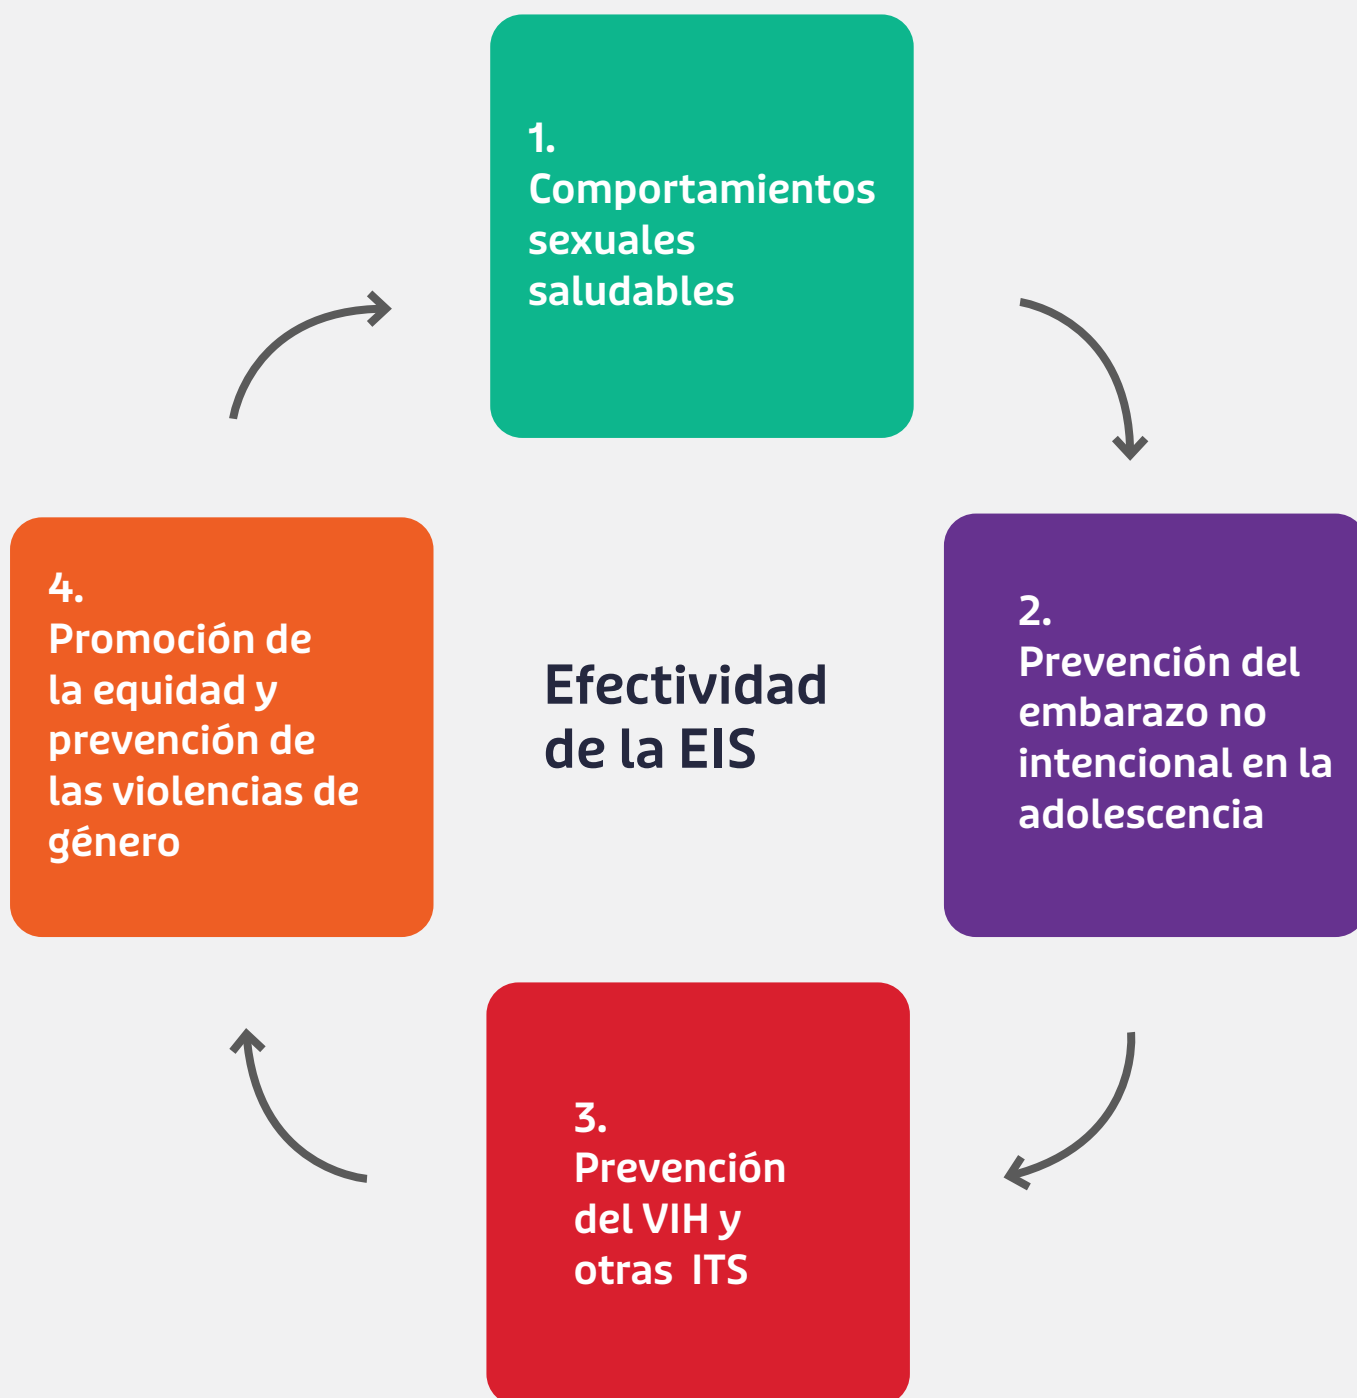 1.
Comportamientos
sexuales
saludables
2.
Prevención del
embarazo no
intencional en la
adolescencia
3.
Prevención
del VIH y
otras ITS
4.
Promoción de
la equidad y
prevención de
las violencias de
género
Efectividad
de la EIS